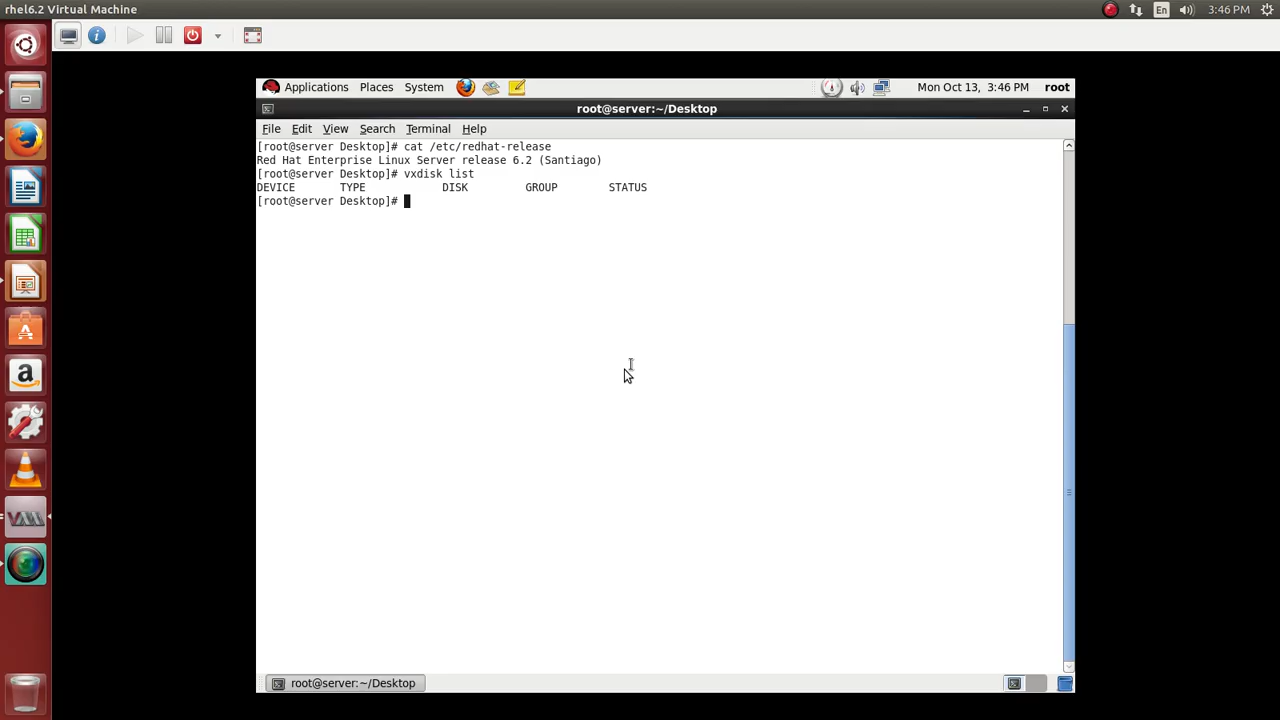 rhel6.2 Virtual Machine
En
3:46 PM
Applications Places System
Mon Oct 13, 3:46 PM
root
root@server:~/Desktop
File Edit View Search Terminal Help
[root@server Desktop]# cat /etc/redhat-release
Red Hat Enterprise Linux Server release 6.2 (Santiago)
[root@server Desktop]# vxdisk list
DEVICE TYPE DISK GROUP STATUS
[root@server Desktop]#
root@server:~/Desktop